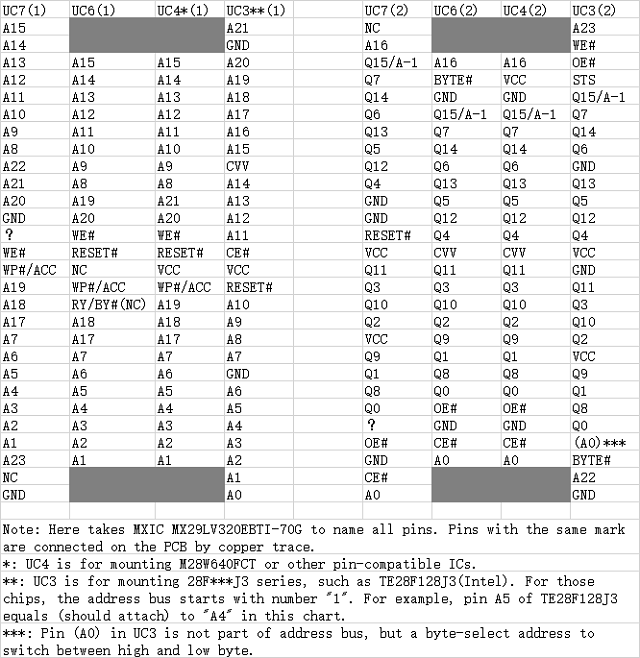 UC7(1) UC6(1) UC4*(1) UC3**(1) UC7(2) UC6(2) UC4(2) UC3(2)
A15 A21 NC A23
A14 GND A16 WE#
A13 A15 A15 A20 Q15/A-1 A16 A16 OE#
A12 A14 A14 A19 Q7 BYTE# VCC STS
A11 A13 A13 A18 Q14 GND GND Q15/A-1
A10 A12 A12 A17 Q6 Q15/A-1 Q15/A-1 Q7
A9 A11 A11 A16 Q13 Q7 Q7 Q14
A8 A10 A10 A15 Q5 Q14 Q14 Q6
A22 A9 A9 CVV Q12 Q6 Q6 GND
A21 A8 A8 A14 Q4 Q13 Q13 Q13
A20 A19 A21 A13 GND Q5 Q5 Q5
GND A20 A20 A12 GND Q12 Q12 Q12
? WE# WE# A11 RESET# Q4 Q4 Q4
WE# RESET# RESET# CE# VCC CVV CVV VCC
WP#/ACC NC VCC VCC Q11 Q11 Q11 GND
A19 WP#/ACC WP#/ACC RESET# Q3 Q3 Q3 Q11
A18 RY/BY#(NC) A19 A10 Q10 Q10 Q10 Q3
A17 A18 A18 A9 Q2 Q2 Q2 Q10
A7 A17 A17 A8 VCC Q9 Q9 Q2
A6 A7 A7 A7 Q9 Q1 Q1 VCC
A5 A6 A6 GND Q1 Q8 Q8 Q9
A4 A5 A5 A6 Q8 Q0 Q0 Q1
A3 A4 A4 A5 Q0 OE# OE# Q8
A2 A3 A3 A4 ? GND GND Q0
A1 A2 A2 A3 OE# CE# CE# (A0)***
A23 A1 A1 A2 GND A0 A0 BYTE#
NC A1 CE# A22
GND A0 A0 GND
Note: Here takes MXIC MX29LV320EBTI-70G to name all pins. Pins with the same mark
are connected on the PCB by copper trace.
*: UC4 is for mounting M28W640FCT or other pin-compatible ICs.
**: UC3 is for mounting 28F***J3 series, such as TE28F128J3(Intel). For those
chips, the address bus starts with number "1". For example, pin A5 of TE28F128J3
equals (should attach) to "A4" in this chart.
***: Pin (A0) in UC3 is not part of address bus, but a byte-select address to
switch between high and low byte.